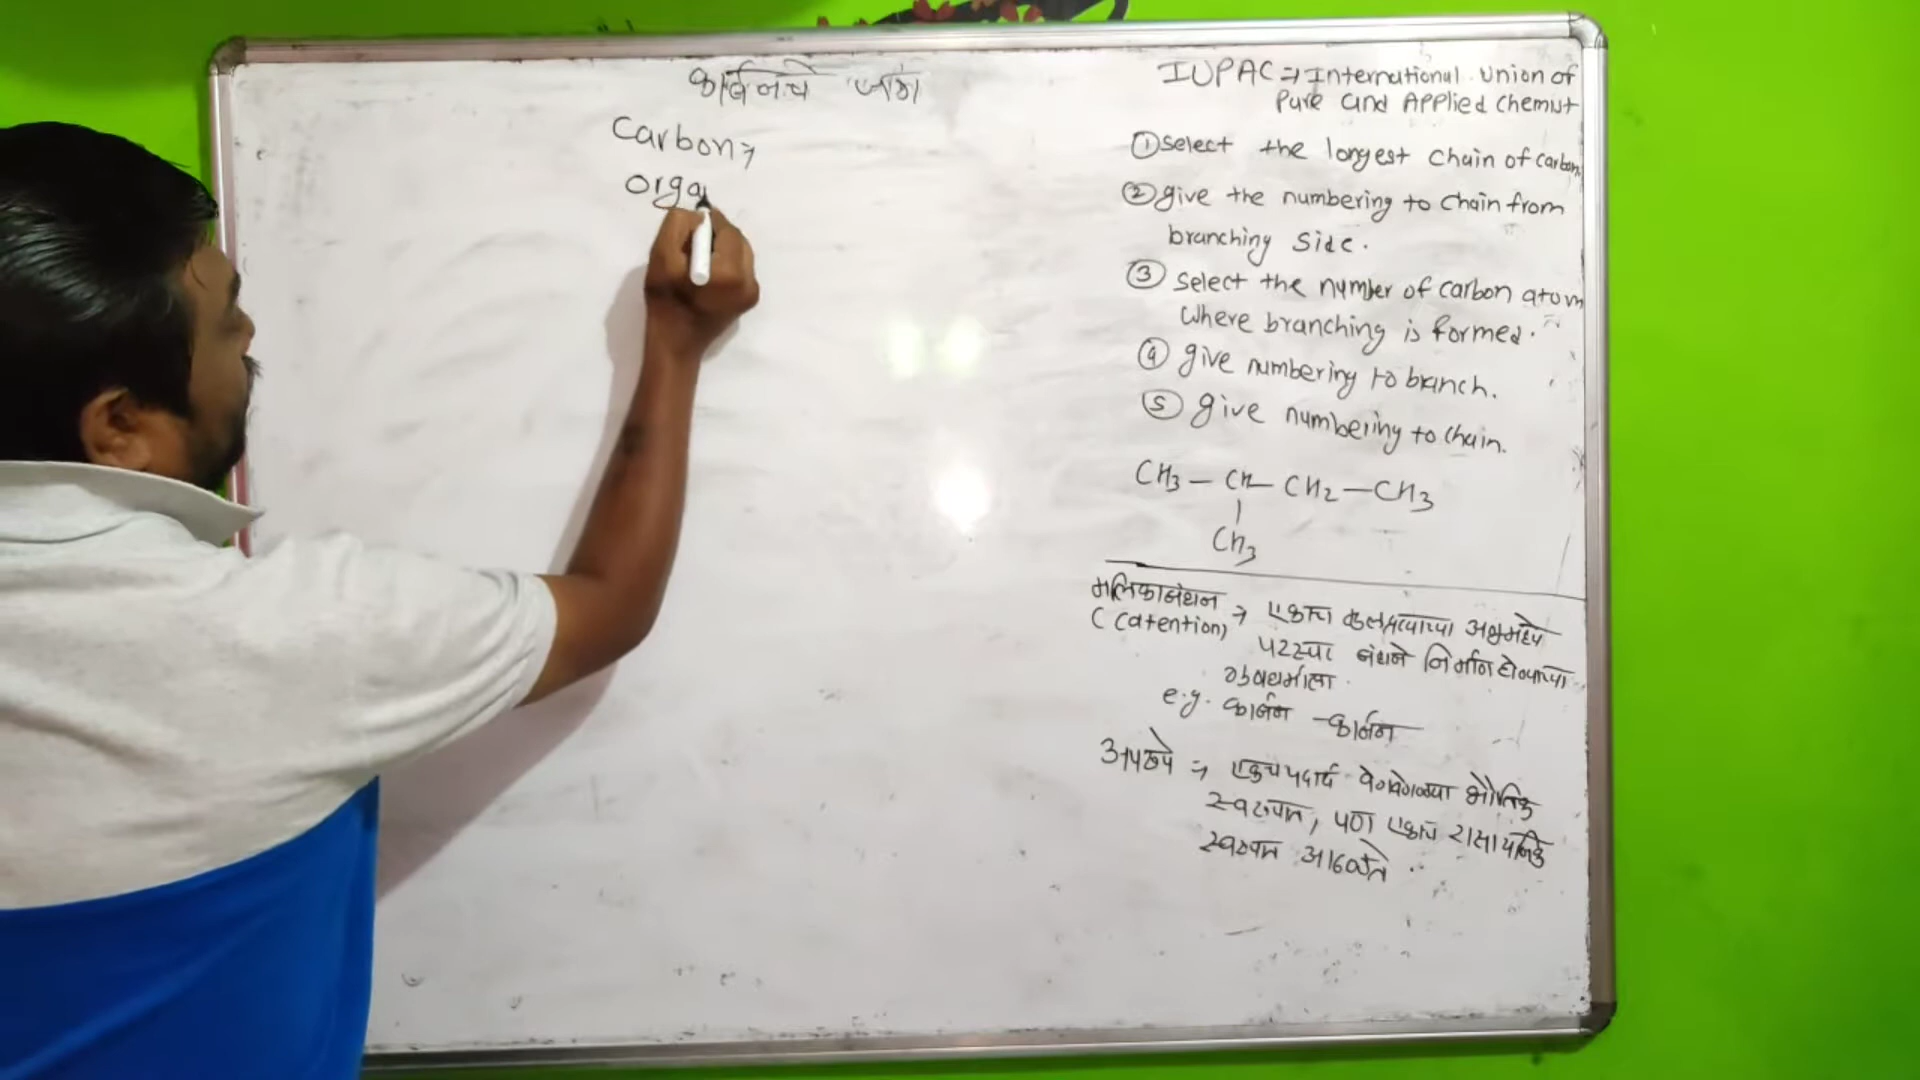 कार्बनचे जग
Carbon⇒
Orga
IUPAC ⇒ International Union of
Pure and Applied Chemist
① Select the longest chain of carbon
② give the numbering to chain from
branching side.
③ Select the number of carbon atom
where branching is formed.
④ give numbering to branch.
⑤ give numbering to chain.
CH3 — CH — CH2 — CH3
|
CH3
मलिकाबंधन ⇒ एकाच मुलद्रव्याच्या अणूमध्ये
(Catention) परस्पर बंधने निर्माण होण्याच्या
e.g. कार्बन – कार्बन
अपरूपे ⇒ एकच पदार्थ वेगवेगळ्या भौतिक
स्वरूपात, पण एकाच रासायनिक
स्वरूपात आढळते.